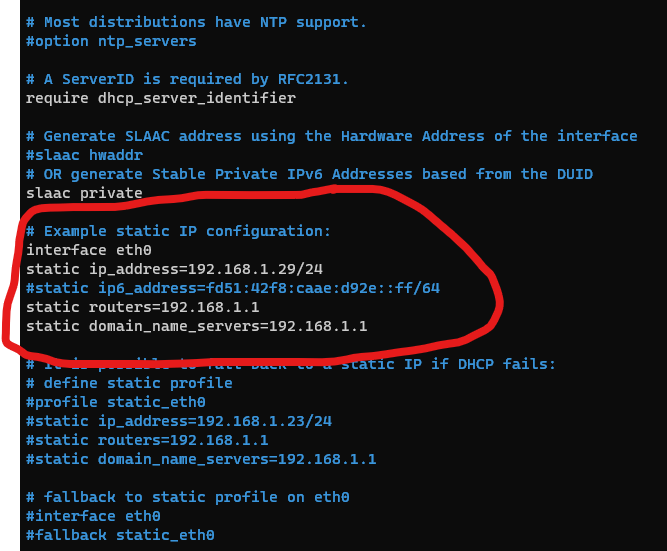 # Most distributions have NTP support.
#option ntp_servers
# A ServerID is required by RFC2131.
require dhcp_server_identifier
# Generate SLAAC address using the Hardware Address of the interface
#slaac hwaddr
# OR generate Stable Private IPv6 Addresses based from the DUID
slaac private
# Example static IP configuration:
interface eth0
static ip_address=192.168.1.29/24
#static ip6_address=fd51:42f8:caae:d92e::ff/64
static routers=192.168.1.1
static domain_name_servers=192.168.1.1
# It is possible to fall back to a static IP if DHCP fails:
# define static profile
#profile static_eth0
#static ip_address=192.168.1.23/24
#static routers=192.168.1.1
#static domain_name_servers=192.168.1.1
# fallback to static profile on eth0
#interface eth0
#fallback static_eth0